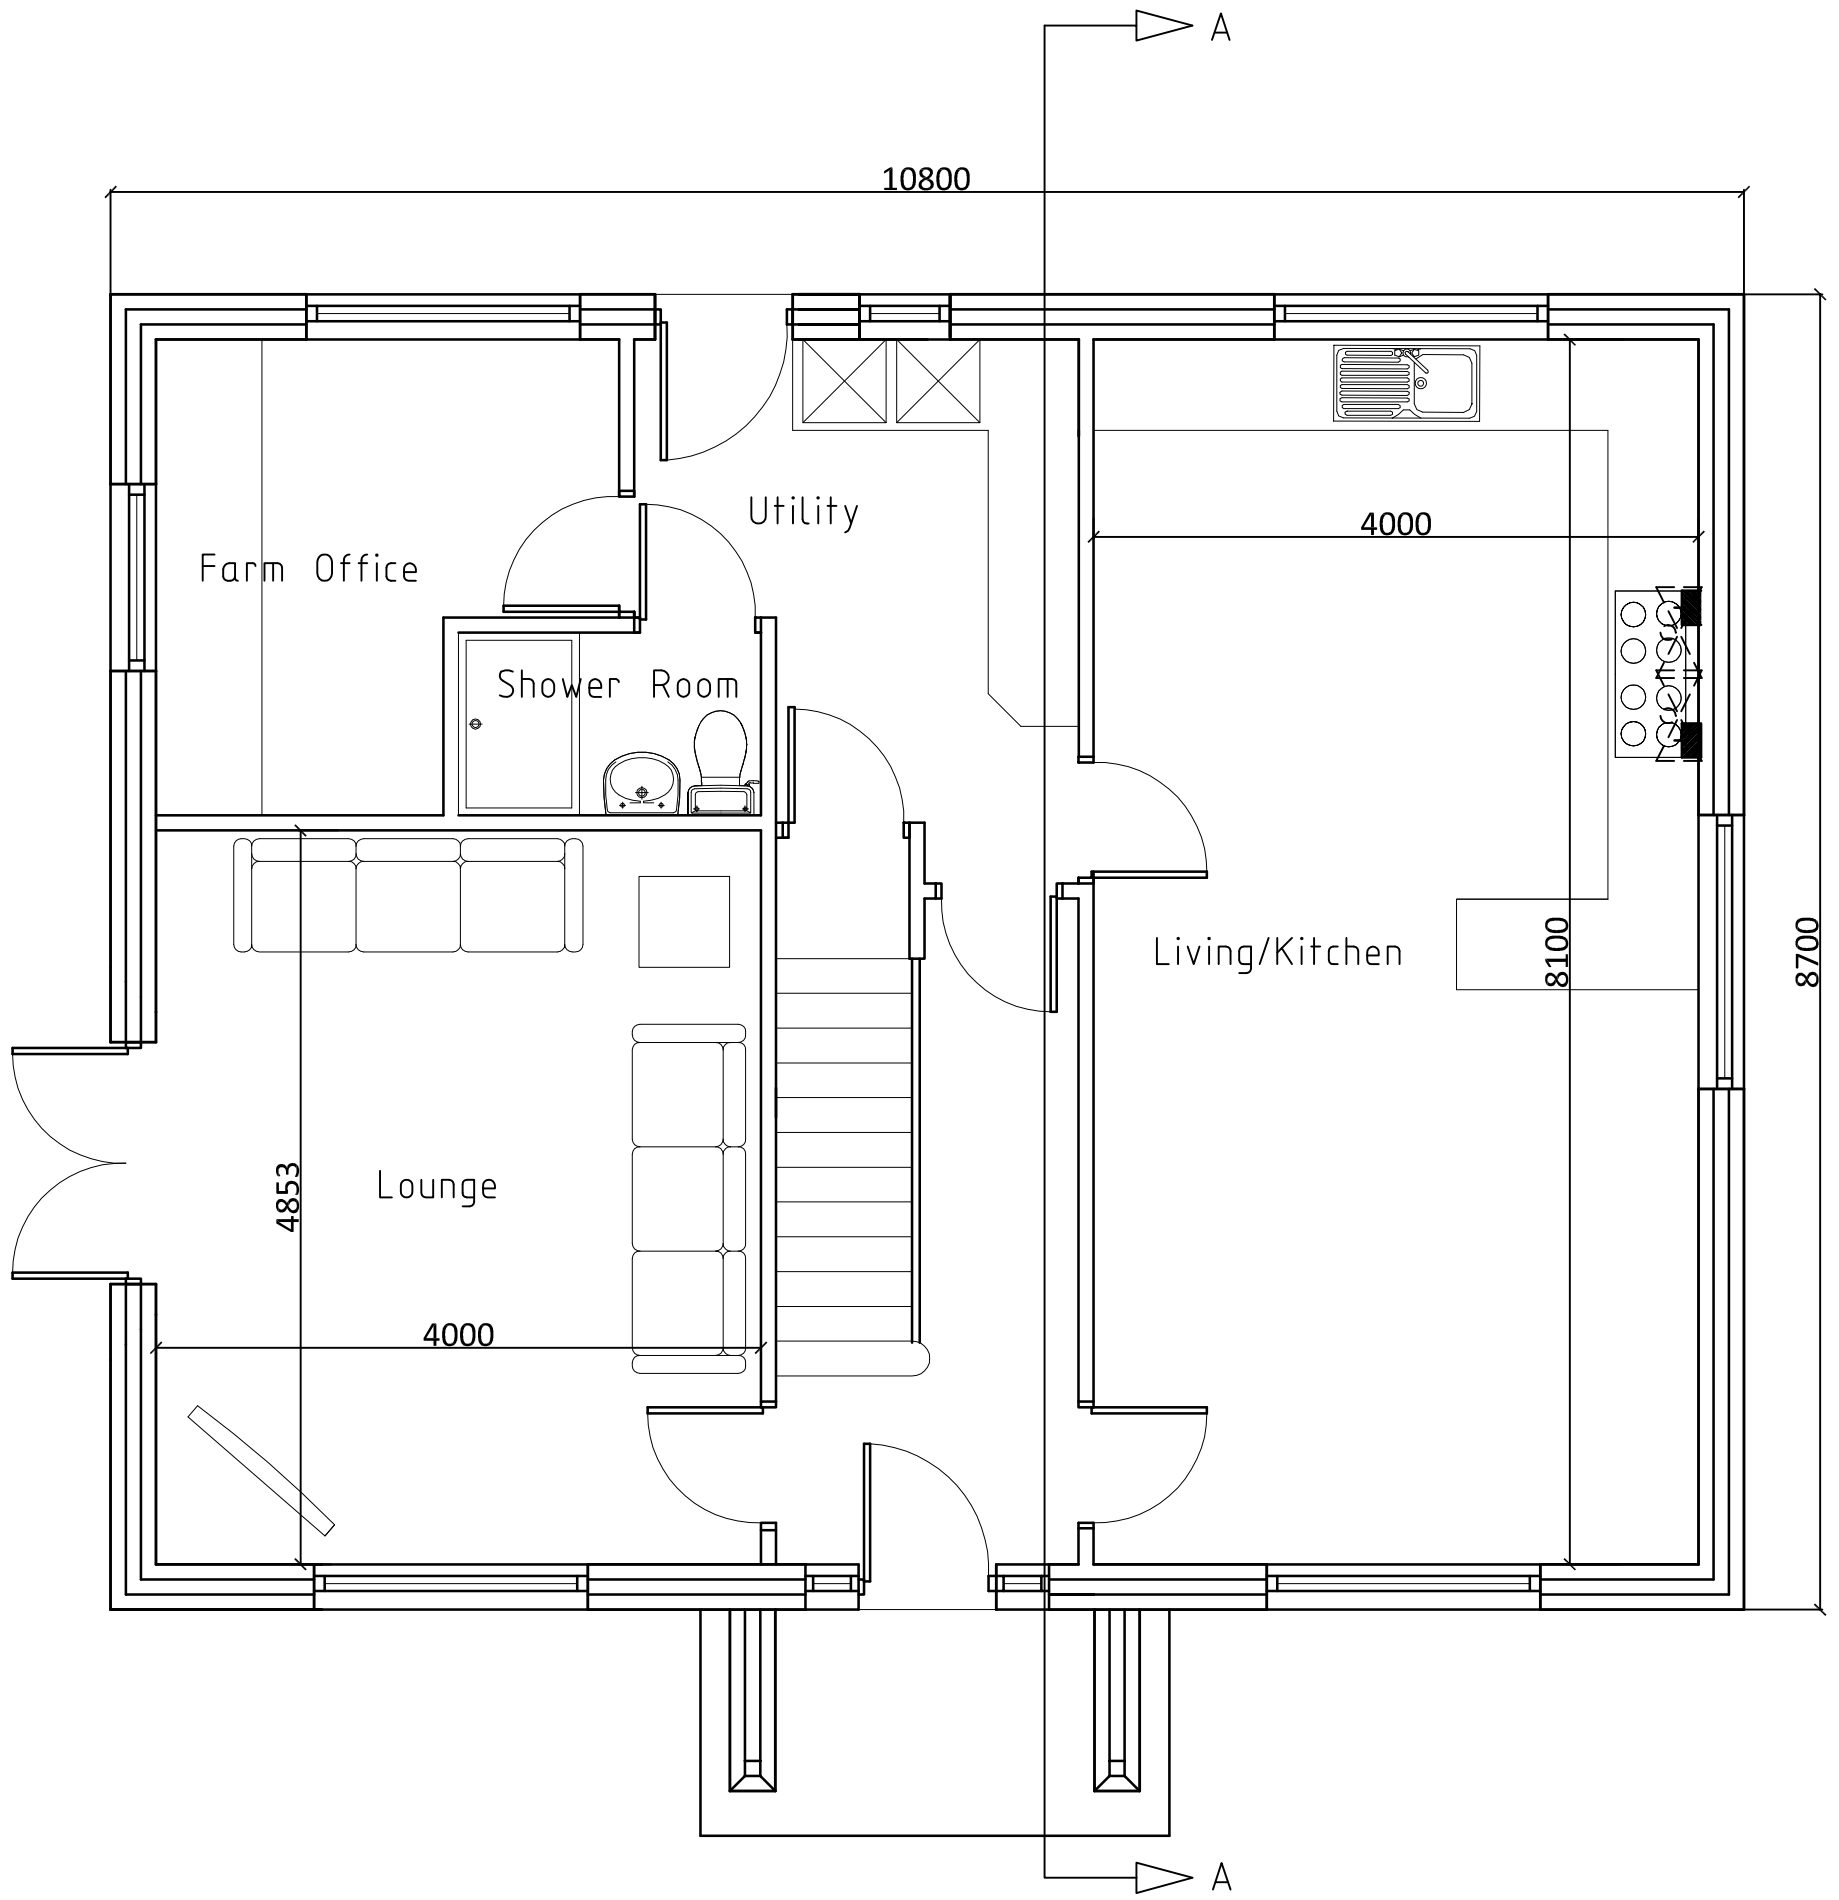 A
10800
Utility
4000
Farm Office
Shower Room
Living/Kitchen
8100
8700
Lounge
4853
4000
A